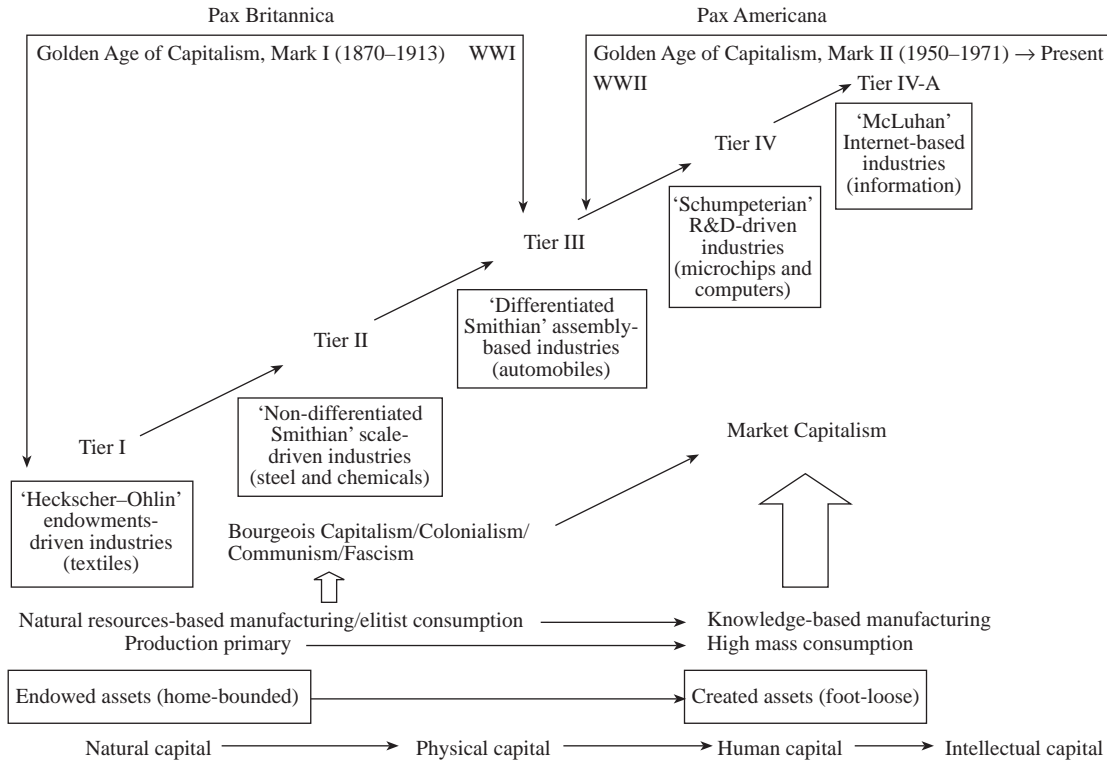 Pax Britannica
Pax Americana
Golden Age of Capitalism, Mark I (1870–1913) WWI
Golden Age of Capitalism, Mark II (1950–1971) → Present
WWII
Tier IV-A
‘McLuhan’
Internet-based
industries
(information)
Tier IV
‘Schumpeterian’
R&D-driven
industries
(microchips and
computers)
Tier III
‘Differentiated
Smithian’ assembly-
based industries
(automobiles)
Tier II
‘Non-differentiated
Smithian’ scale-
driven industries
(steel and chemicals)
Tier I
‘Heckscher–Ohlin’
endowments-
driven industries
(textiles)
Market Capitalism
Bourgeois Capitalism/Colonialism/
Communism/Fascism
Natural resources-based manufacturing/elitist consumption
Knowledge-based manufacturing
Production primary
High mass consumption
Endowed assets (home-bounded)
Created assets (foot-loose)
Natural capital
Physical capital
Human capital
Intellectual capital